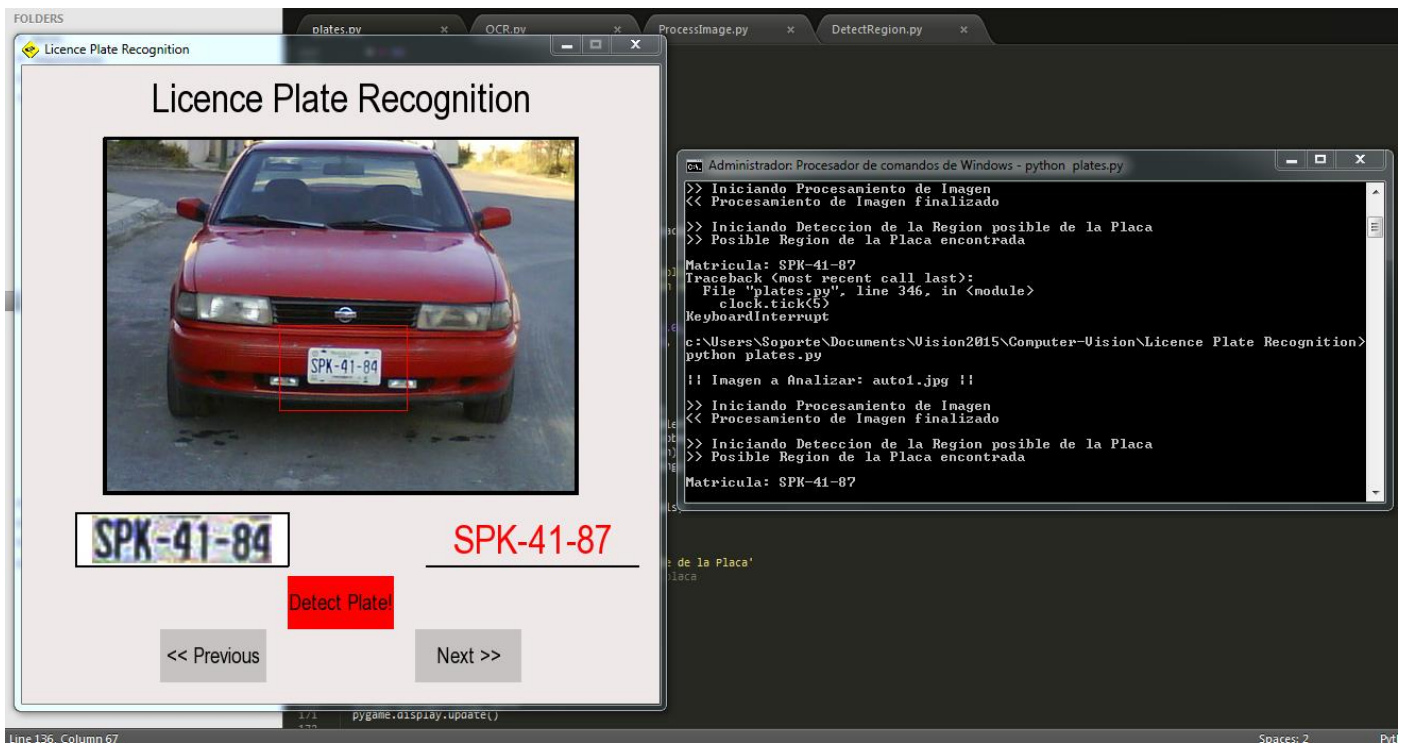 FOLDERS
plates.py × OCR.py × ProcessImage.py × DetectRegion.py ×
Licence Plate Recognition
Licence Plate Recognition
SPK-41-84
SPK-41-84
SPK-41-87
Detect Plate!
<< Previous
Next >>
Administrador: Procesador de comandos de Windows - python plates.py
>> Iniciando Procesamiento de Imagen
<< Procesamiento de Imagen finalizado
>> Iniciando Deteccion de la Region posible de la Placa
>> Posible Region de la Placa encontrada
Matricula: SPK-41-87
Traceback (most recent call last):
File "plates.py", line 346, in <module>
clock.tick(5)
KeyboardInterrupt
c:\Users\Soporte\Documents\Vision2015\Computer-Vision\Licence Plate Recognition>
python plates.py
|| Imagen a Analizar: auto1.jpg ||
>> Iniciando Procesamiento de Imagen
<< Procesamiento de Imagen finalizado
>> Iniciando Deteccion de la Region posible de la Placa
>> Posible Region de la Placa encontrada
Matricula: SPK-41-87
de la Placa'
placa
171 pygame.display.update()
Line 136, Column 67
Spaces: 2